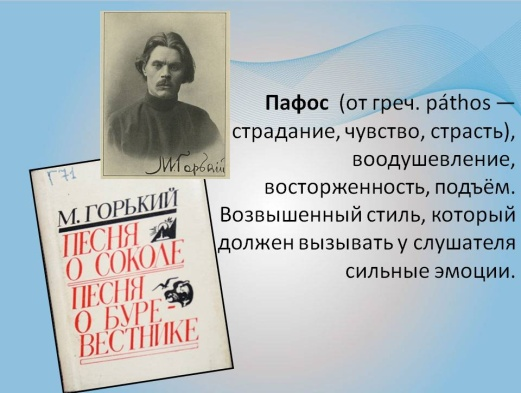 М.Горький
Пафос (от греч. páthos —
страдание, чувство, страсть),
воодушевление,
восторженность, подъём.
Возвышенный стиль, который
должен вызывать у слушателя
сильные эмоции.
Г71
М. ГОРЬКИЙ
ПЕСНЯ
О СОКОЛЕ
ПЕСНЯ
О БУРЕ-
ВЕСТНИКЕ